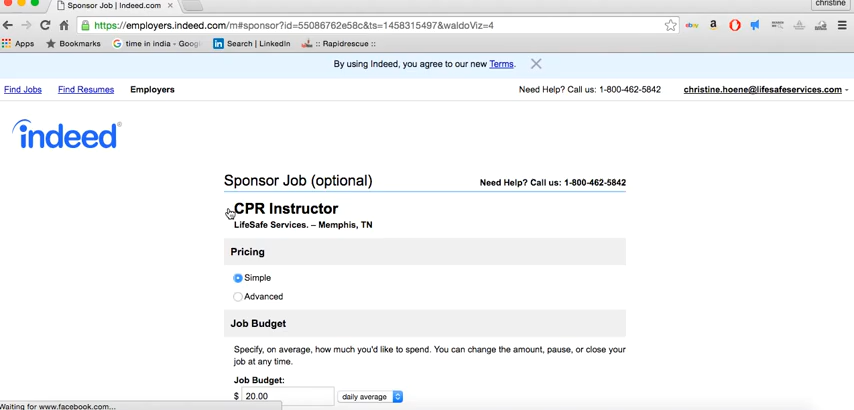 Sponsor Job | Indeed.com
christine
https://employers.indeed.com/m#sponsor?id=55086762e58c&ts=1458315497&waldoViz=4
ebay
a
Apps
Bookmarks
time in india - Goog
Search | LinkedIn
:: Rapidrescue ::
By using Indeed, you agree to our new Terms.
Find Jobs
Find Resumes
Employers
Need Help? Call us: 1-800-462-5842
christine.hoene@lifesafeservices.com
indeed
Sponsor Job (optional)
Need Help? Call us: 1-800-462-5842
CPR Instructor
LifeSafe Services. – Memphis, TN
Pricing
Simple
Advanced
Job Budget
Specify, on average, how much you'd like to spend. You can change the amount, pause, or close your
job at any time.
Job Budget:
$ 20.00 daily average
Waiting for www.facebook.com...